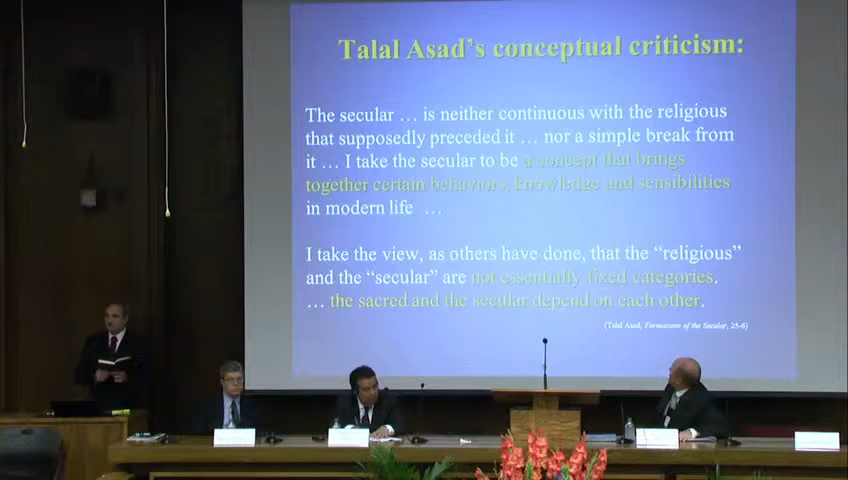 Talal Asad's conceptual criticism:
The secular … is neither continuous with the religious
that supposedly preceded it … nor a simple break from
it … I take the secular to be a concept that brings
together certain behaviors, knowledge and sensibilities
in modern life …
I take the view, as others have done, that the “religious”
and the “secular” are not essentially fixed categories.
… the sacred and the secular depend on each other.
(Talal Asad, Formations of the Secular, 25-6)